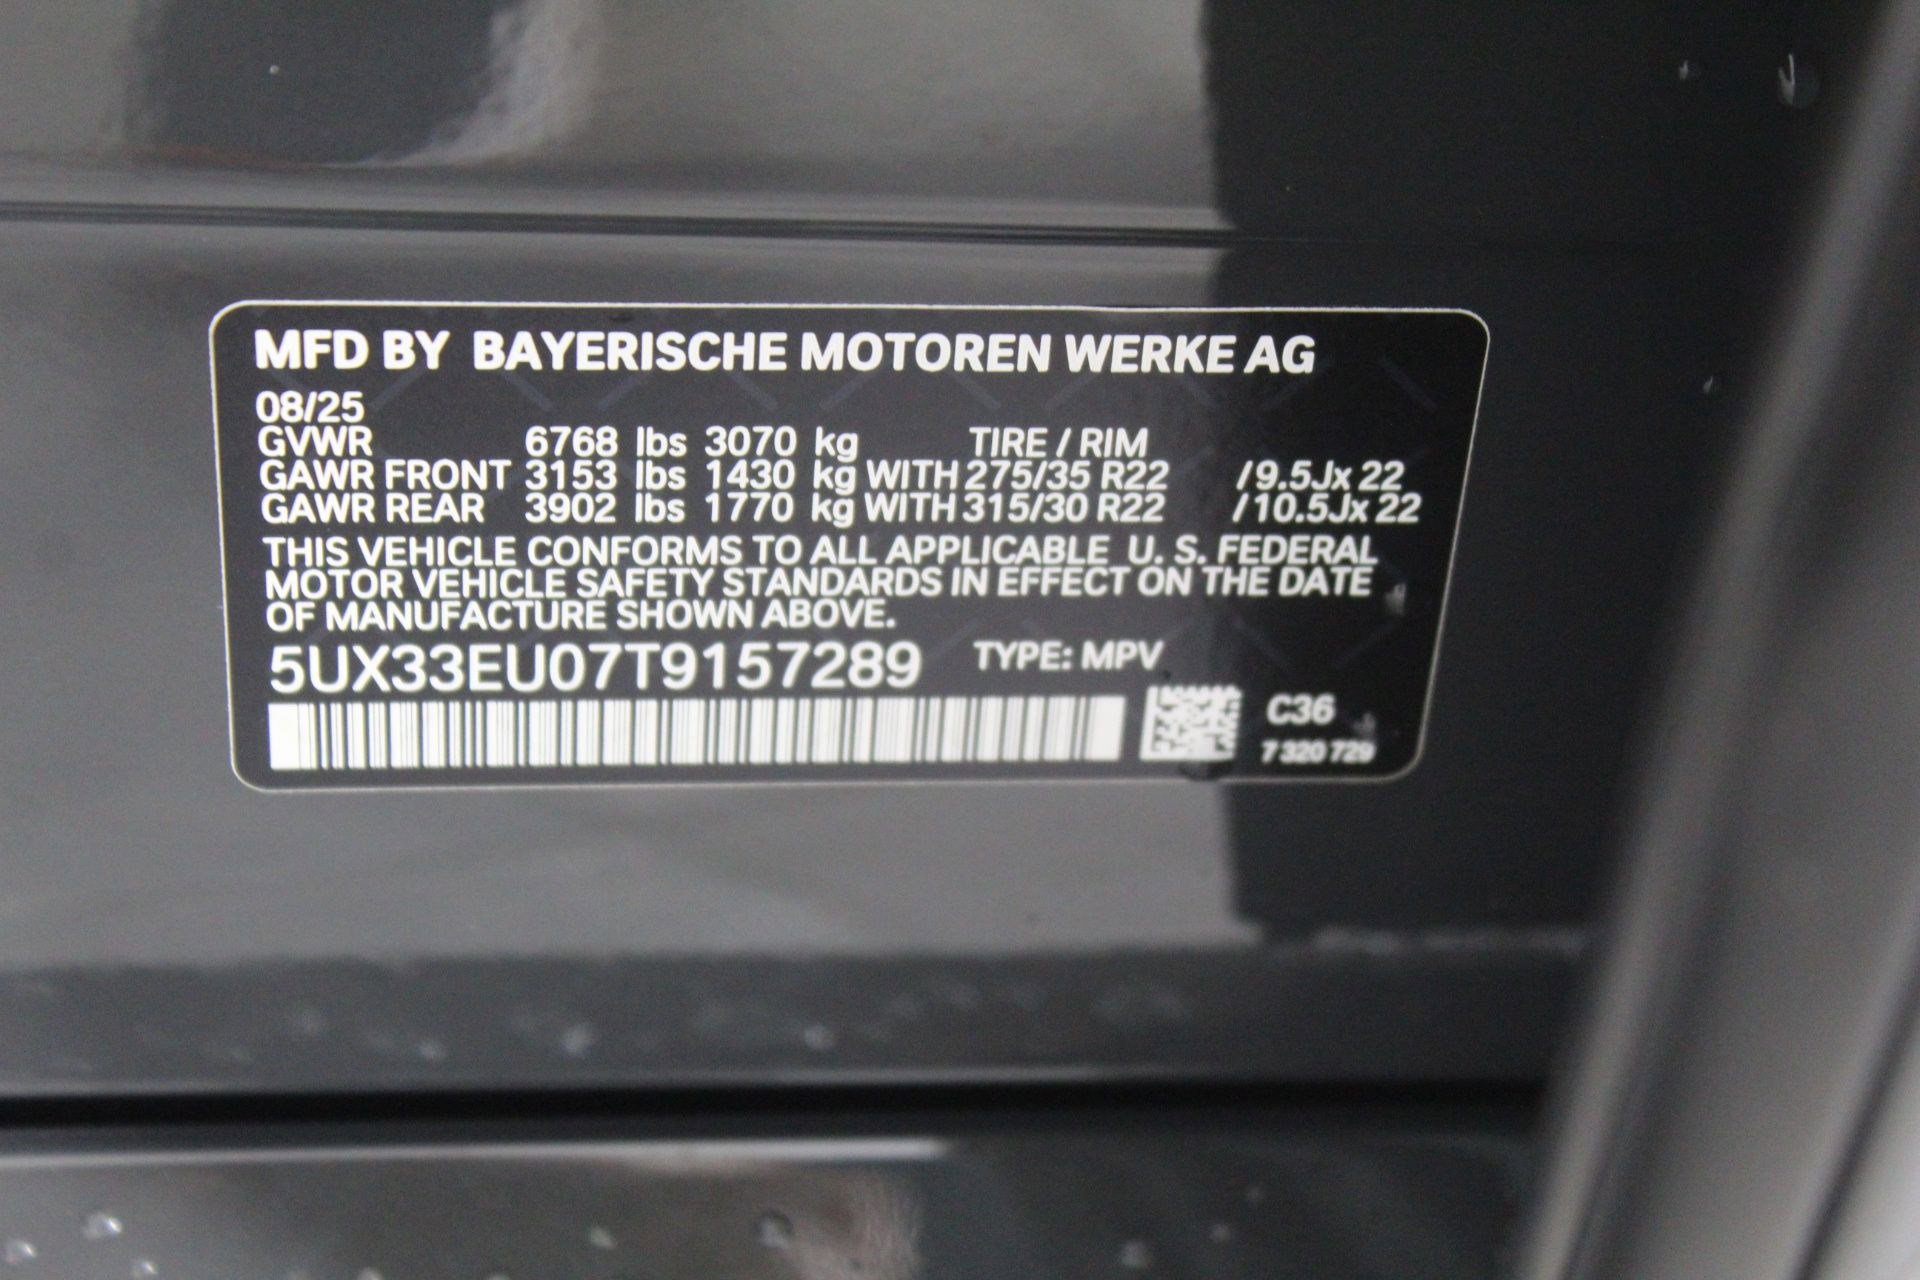 MFD BY BAYERISCHE MOTOREN WERKE AG
08/25
GVWR 6768 lbs 3070 kg TIRE / RIM
GAWR FRONT 3153 lbs 1430 kg WITH 275/35 R22 /9.5Jx 22
GAWR REAR 3902 lbs 1770 kg WITH 315/30 R22 /10.5Jx 22
THIS VEHICLE CONFORMS TO ALL APPLICABLE U. S. FEDERAL
MOTOR VEHICLE SAFETY STANDARDS IN EFFECT ON THE DATE
OF MANUFACTURE SHOWN ABOVE.
5UX33EU07T9157289 TYPE: MPV
C36
7 320 729